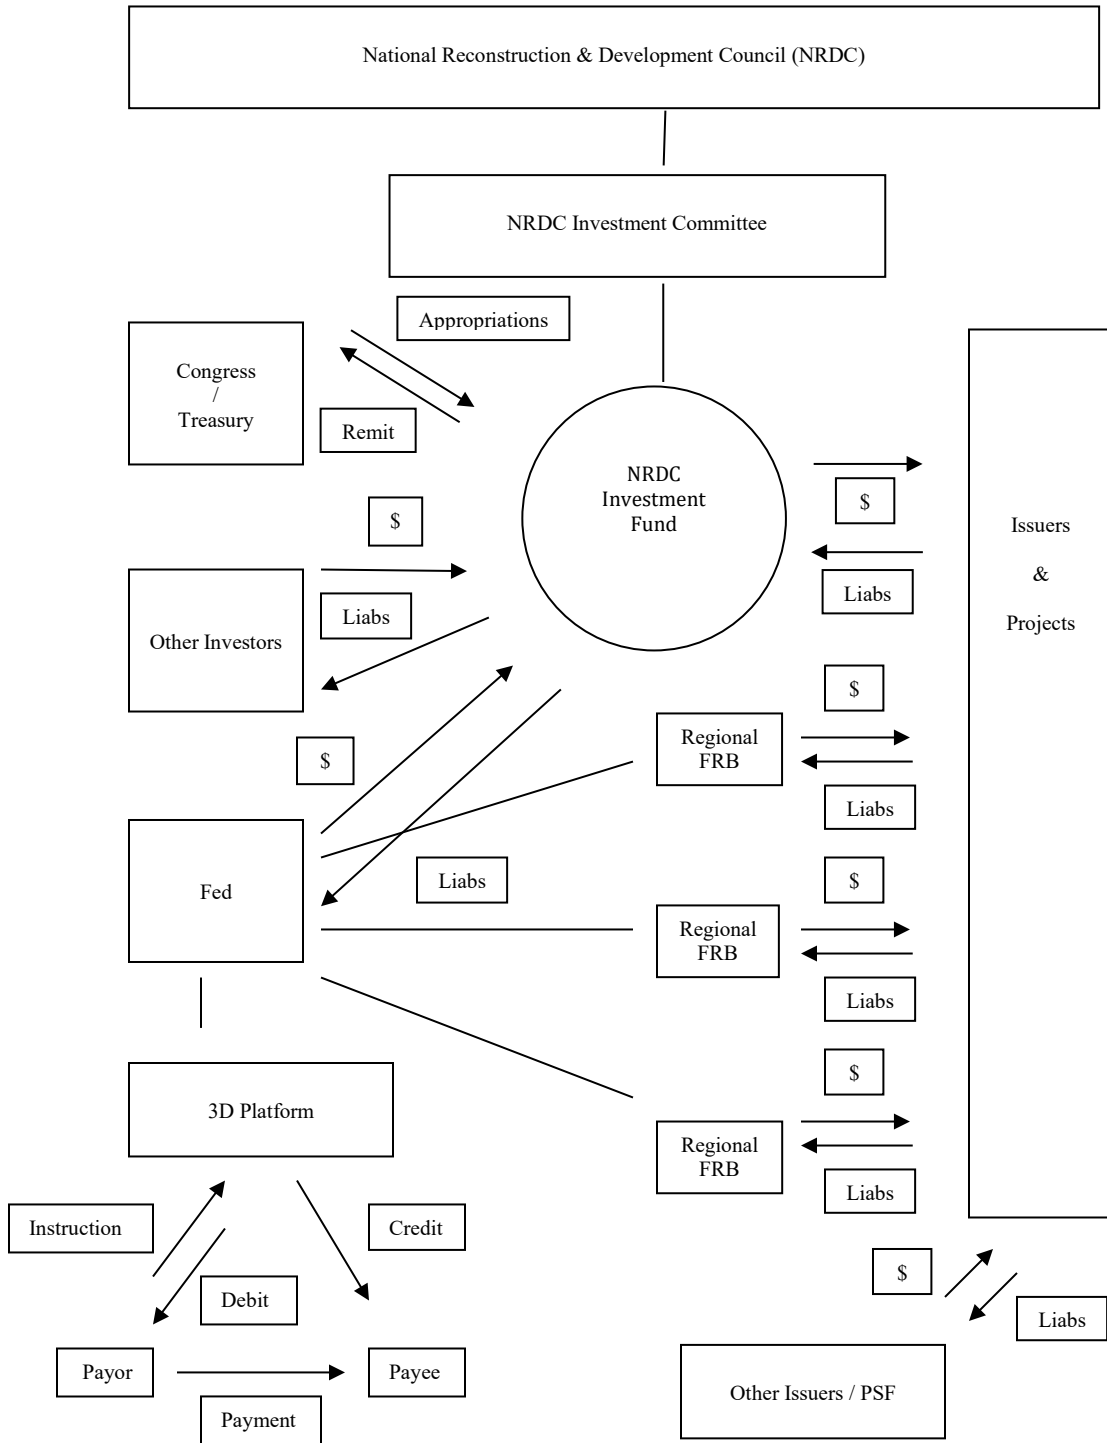 National Reconstruction & Development Council (NRDC)
NRDC Investment Committee
Appropriations
Congress
/
Treasury
Remit
NRDC
Investment
Fund
$
$
Issuers
&
Projects
Liabs
Liabs
Other Investors
$
Regional
FRB
$
Liabs
Fed
Liabs
$
Regional
FRB
Liabs
$
3D Platform
Regional
FRB
Liabs
Instruction
Credit
$
Debit
Liabs
Payor
Payee
Other Issuers / PSF
Payment